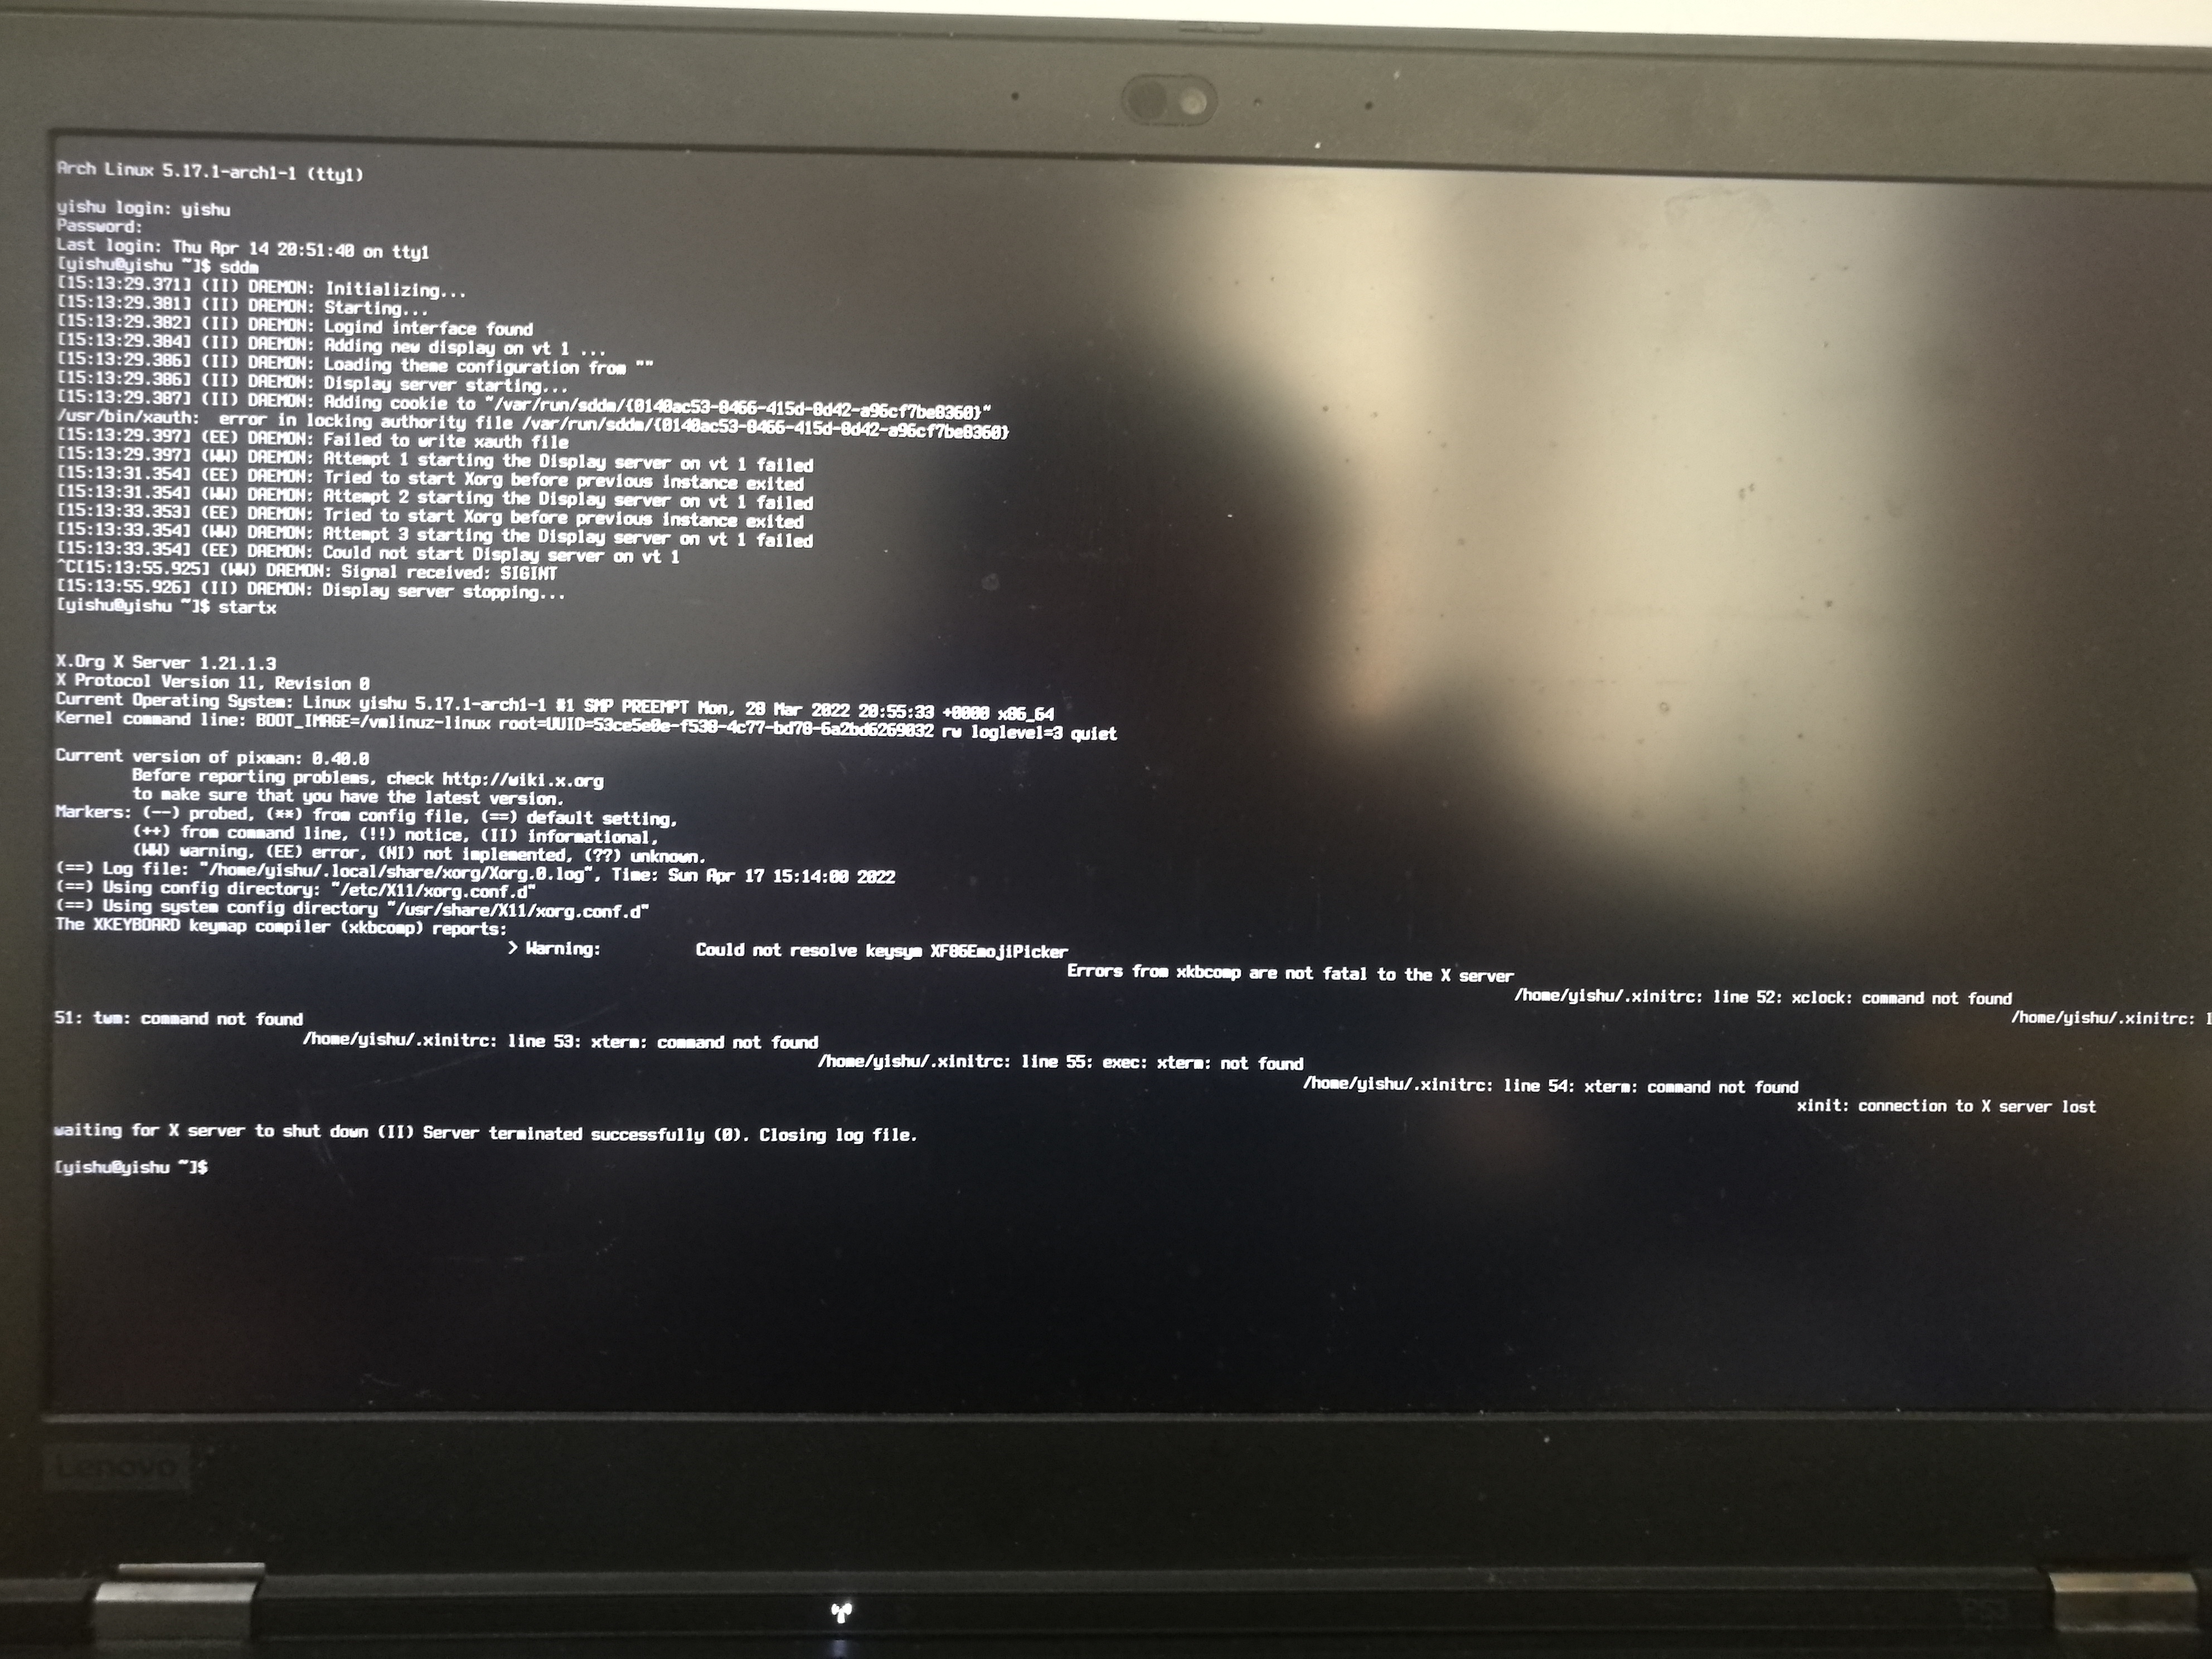 Arch Linux 5.17.1-arch1-1 (tty1)
yishu login: yishu
Password:
Last login: Thu Apr 14 20:51:40 on tty1
[yishu@yishu ~]$ sddm
[15:13:29.371] (II) DAEMON: Initializing...
[15:13:29.381] (II) DAEMON: Starting...
[15:13:29.382] (II) DAEMON: Logind interface found
[15:13:29.384] (II) DAEMON: Adding new display on vt 1 ...
[15:13:29.386] (II) DAEMON: Loading theme configuration from ""
[15:13:29.386] (II) DAEMON: Display server starting...
[15:13:29.387] (II) DAEMON: Adding cookie to "/var/run/sddm/{0140ac53-8466-415d-8d42-a96cf7be8360}"
/usr/bin/xauth:  error in locking authority file /var/run/sddm/{0140ac53-8466-415d-8d42-a96cf7be8360}
[15:13:29.397] (EE) DAEMON: Failed to write xauth file
[15:13:29.397] (WW) DAEMON: Attempt 1 starting the Display server on vt 1 failed
[15:13:31.354] (EE) DAEMON: Tried to start Xorg before previous instance exited
[15:13:31.354] (WW) DAEMON: Attempt 2 starting the Display server on vt 1 failed
[15:13:33.353] (EE) DAEMON: Tried to start Xorg before previous instance exited
[15:13:33.354] (WW) DAEMON: Attempt 3 starting the Display server on vt 1 failed
[15:13:33.354] (EE) DAEMON: Could not start Display server on vt 1
^C[15:13:55.925] (WW) DAEMON: Signal received: SIGINT
[15:13:55.926] (II) DAEMON: Display server stopping...
[yishu@yishu ~]$ startx
X.Org X Server 1.21.1.3
X Protocol Version 11, Revision 0
Current Operating System: Linux yishu 5.17.1-arch1-1 #1 SMP PREEMPT Mon, 28 Mar 2022 20:55:33 +0000 x86_64
Kernel command line: BOOT_IMAGE=/vmlinuz-linux root=UUID=53ce5e0e-f538-4c77-bd78-6a2bd6269832 rw loglevel=3 quiet
Current version of pixman: 0.40.0
Before reporting problems, check http://wiki.x.org
to make sure that you have the latest version.
Markers: (--) probed, (**) from config file, (==) default setting,
(++) from command line, (!!) notice, (II) informational,
(WW) warning, (EE) error, (NI) not implemented, (??) unknown.
(==) Log file: "/home/yishu/.local/share/xorg/Xorg.0.log", Time: Sun Apr 17 15:14:00 2022
(==) Using config directory: "/etc/X11/xorg.conf.d"
(==) Using system config directory "/usr/share/X11/xorg.conf.d"
The XKEYBOARD keymap compiler (xkbcomp) reports:
> Warning:          Could not resolve keysym XF86EmojiPicker
Errors from xkbcomp are not fatal to the X server
/home/yishu/.xinitrc: line 52: xclock: command not found
/home/yishu/.xinitrc:
51: twm: command not found
/home/yishu/.xinitrc: line 53: xterm: command not found
/home/yishu/.xinitrc: line 55: exec: xterm: not found
/home/yishu/.xinitrc: line 54: xterm: command not found
xinit: connection to X server lost
waiting for X server to shut down (II) Server terminated successfully (0). Closing log file.
[yishu@yishu ~]$
Lenovo